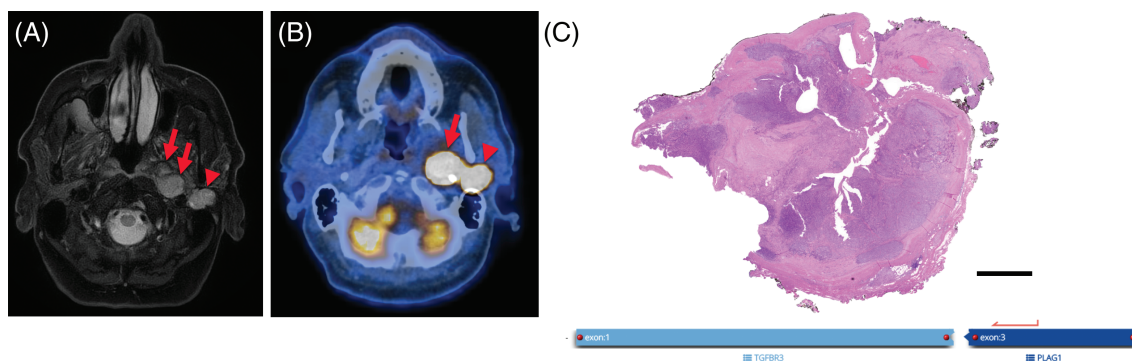 (A)
(B)
(C)
exon:1
exon:3
TGFBR3
PLAG1